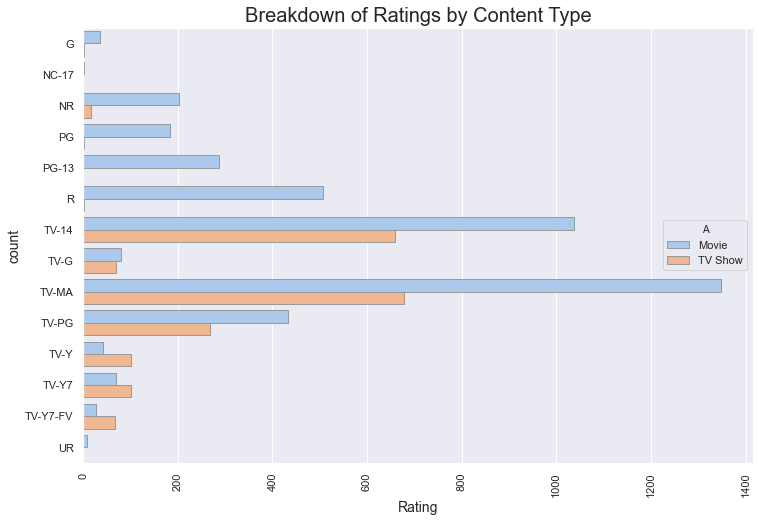 Breakdown of Ratings by Content Type
G
NC-17
NR
PG
PG-13
R
TV-14
TV-G
TV-MA
TV-PG
TV-Y
TV-Y7
TV-Y7-FV
UR
count
A
Movie
TV Show
0 200 400 600 800 1000 1200 1400
Rating